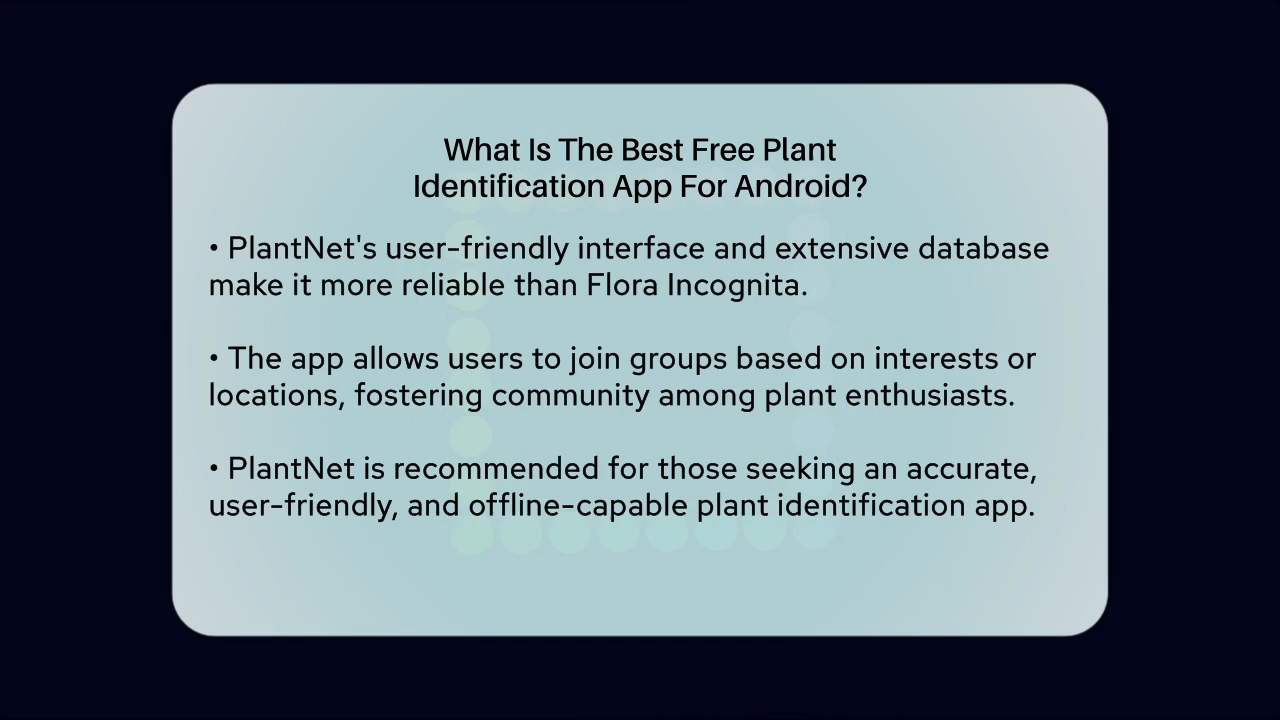 What Is The Best Free Plant
Identification App For Android?
• PlantNet's user-friendly interface and extensive database
make it more reliable than Flora Incognita.
• The app allows users to join groups based on interests or
locations, fostering community among plant enthusiasts.
• PlantNet is recommended for those seeking an accurate,
user-friendly, and offline-capable plant identification app.